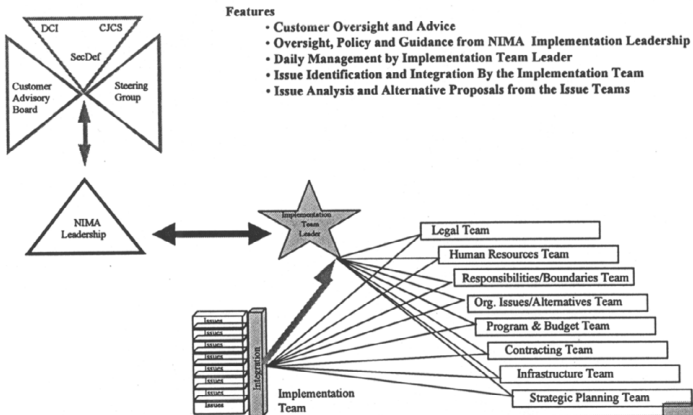 Features
• Customer Oversight and Advice
• Oversight, Policy and Guidance from NIMA Implementation Leadership
• Daily Management by Implementation Team Leader
• Issue Identification and Integration By the Implementation Team
• Issue Analysis and Alternative Proposals from the Issue Teams
DCI CJCS
SecDef
Customer
Advisory
Board
Steering
Group
NIMA
Leadership
Implementation
Team
Leader
Legal Team
Human Resources Team
Responsibilities/Boundaries Team
Org. Issues/Alternatives Team
Program & Budget Team
Contracting Team
Infrastructure Team
Strategic Planning Team
Issues
Issues
Issues
Issues
Issues
Issues
Issues
Issues
Integration
Implementation
Team